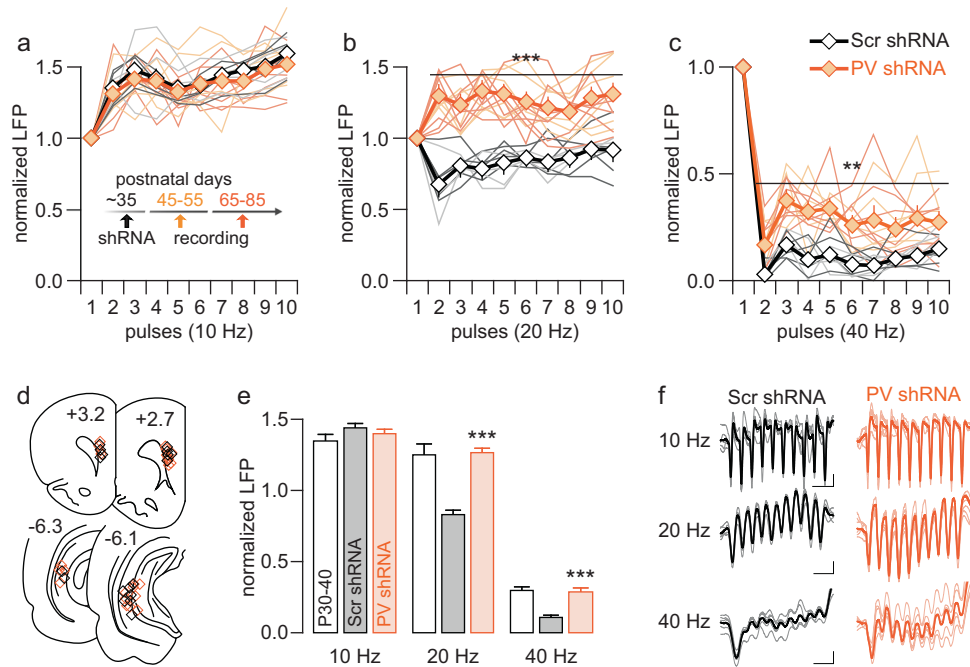 a
normalized LFP
1.5
1.0
0.5
0.0
postnatal days
~35 45-55 65-85
shRNA recording
1 2 3 4 5 6 7 8 9 10
pulses (10 Hz)
b
normalized LFP
***
1.5
1.0
0.5
0.0
1 2 3 4 5 6 7 8 9 10
pulses (20 Hz)
c
Scr shRNA
PV shRNA
normalized LFP
1.0
**
0.5
0.0
1 2 3 4 5 6 7 8 9 10
pulses (40 Hz)
d
+3.2 +2.7
-6.3 -6.1
e
normalized LFP
1.5
1.0
0.5
0.0
P30-40
Scr shRNA
PV shRNA
***
***
10 Hz 20 Hz 40 Hz
f
Scr shRNA PV shRNA
10 Hz
20 Hz
40 Hz